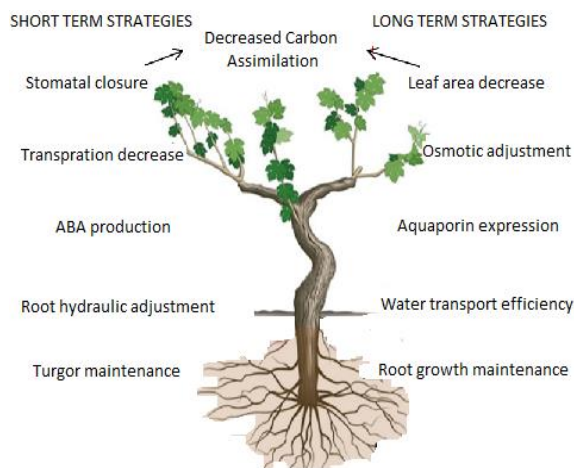 SHORT TERM STRATEGIES
LONG TERM STRATEGIES
Decreased Carbon
Assimilation
Stomatal closure
Leaf area decrease
Transpration decrease
Osmotic adjustment
ABA production
Aquaporin expression
Root hydraulic adjustment
Water transport efficiency
Turgor maintenance
Root growth maintenance